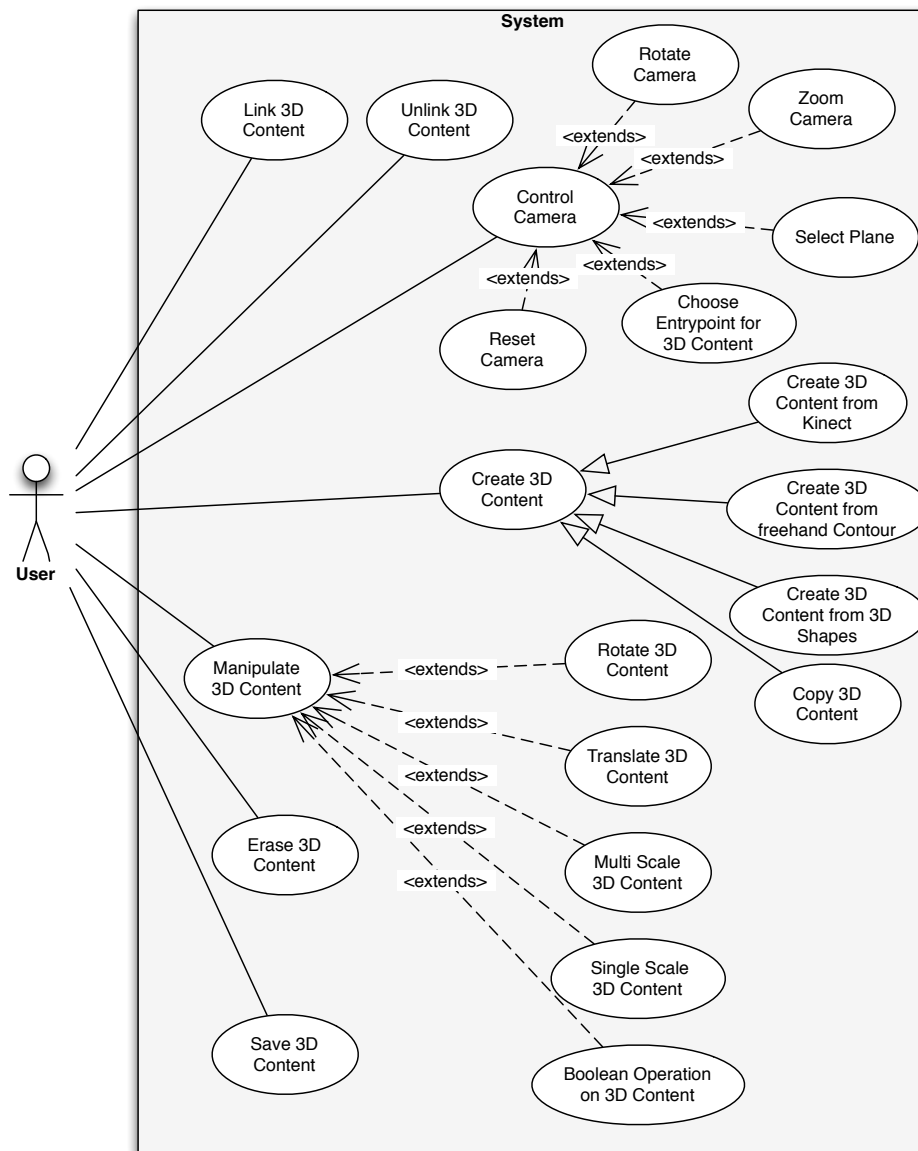 System
Rotate
Camera
Link 3D
Content
Unlink 3D
Content
Zoom
Camera
<extends>
<extends>
Control
Camera
<extends>
Select Plane
<extends>
<extends>
Choose
Entrypoint for
3D Content
Reset
Camera
Create 3D
Content from
Kinect
Create 3D
Content
Create 3D
Content from
freehand Contour
User
Create 3D
Content from 3D
Shapes
Manipulate
3D Content
<extends>
Rotate 3D
Content
Copy 3D
Content
<extends>
Translate 3D
Content
<extends>
<extends>
Erase 3D
Content
Multi Scale
3D Content
<extends>
Single Scale
3D Content
Save 3D
Content
Boolean Operation
on 3D Content